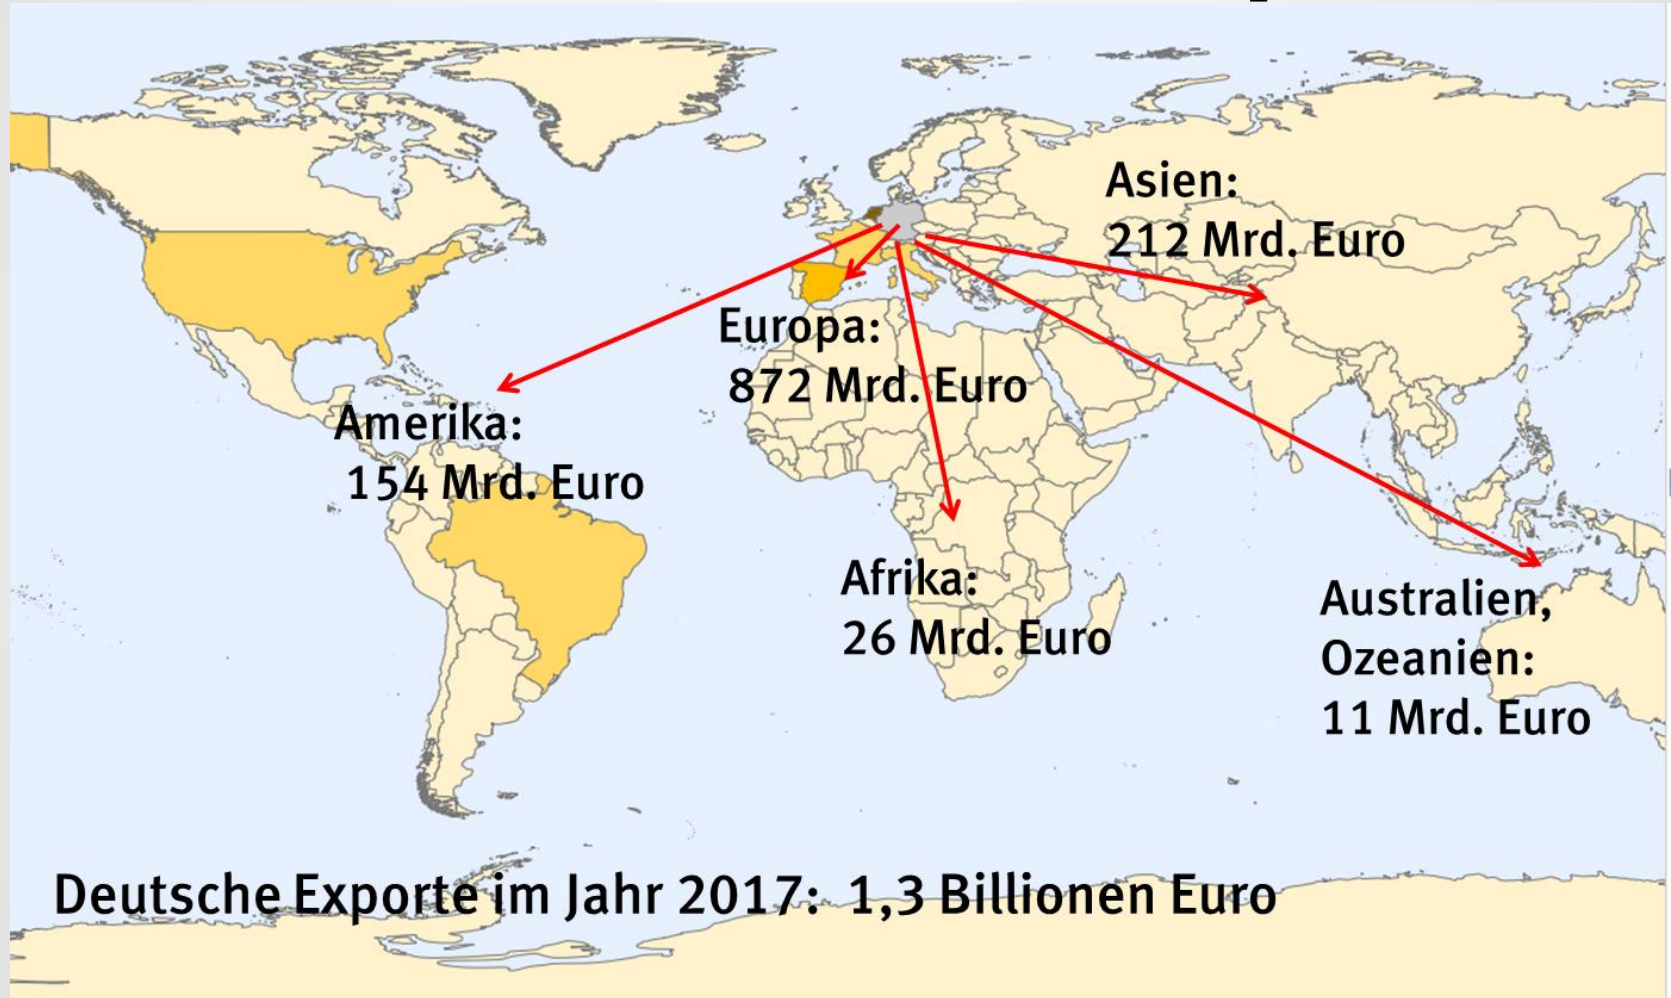 Asien:
212 Mrd. Euro
Europa:
872 Mrd. Euro
Amerika:
154 Mrd. Euro
Afrika:
26 Mrd. Euro
Australien,
Ozeanien:
11 Mrd. Euro
Deutsche Exporte im Jahr 2017: 1,3 Billionen Euro